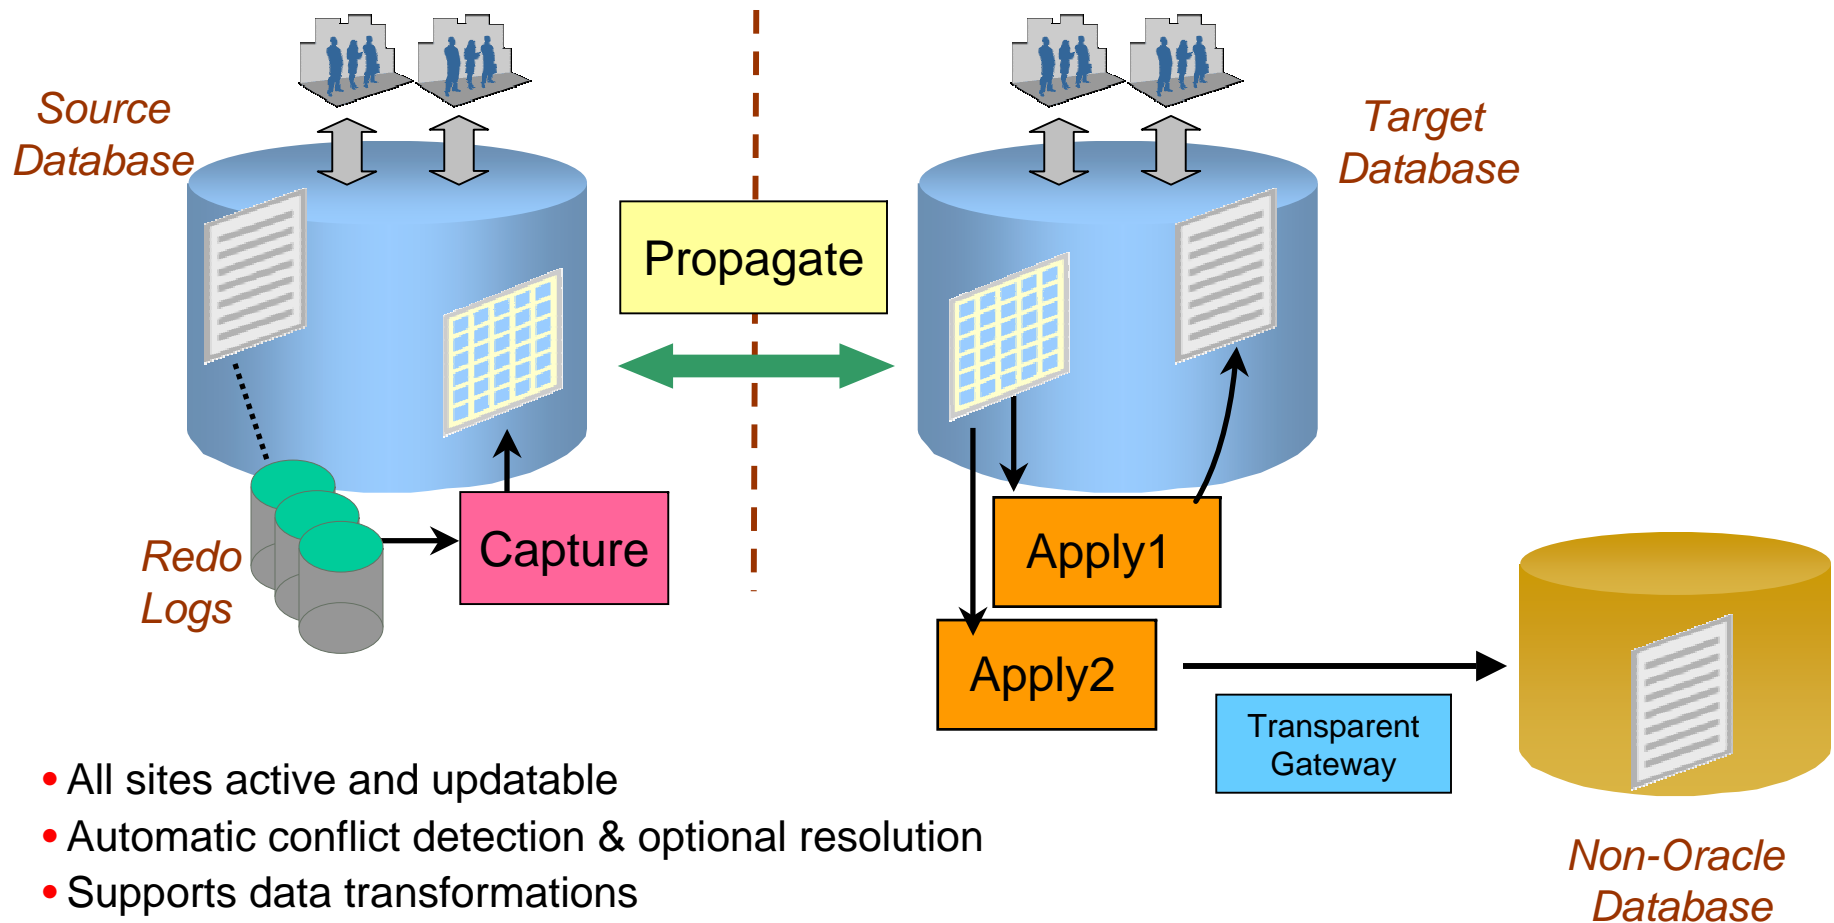 Source
Database
Target
Database
Propagate
Redo
Logs
Capture
Apply1
Apply2
Transparent
Gateway
Non-Oracle
Database
• All sites active and updatable
• Automatic conflict detection & optional resolution
• Supports data transformations